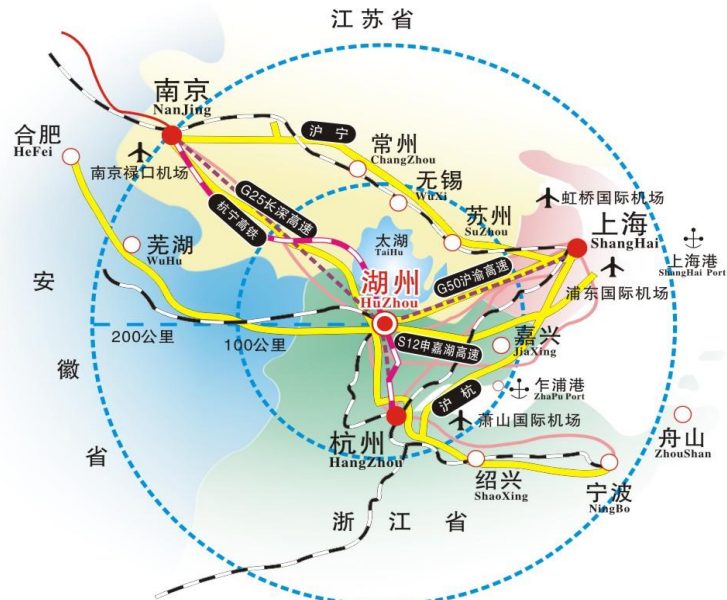 江苏省
南京
NanJing
合肥
HeFei
沪宁
常州
ChangZhou
南京禄口机场
无锡
WuXi
G25长深高速
杭宁高铁
虹桥国际机场
苏州
SuZhou
上海
ShangHai
太湖
TaiHu
芜湖
WuHu
上海港
ShangHai Port
湖州
HuZhou
G50沪渝高速
浦东国际机场
安
徽
省
200公里
100公里
S12申嘉湖高速
嘉兴
JiaXing
乍浦港
ZhaPu Port
沪杭
萧山国际机场
杭州
HangZhou
舟山
ZhouShan
绍兴
ShaoXing
宁波
NingBo
浙江省